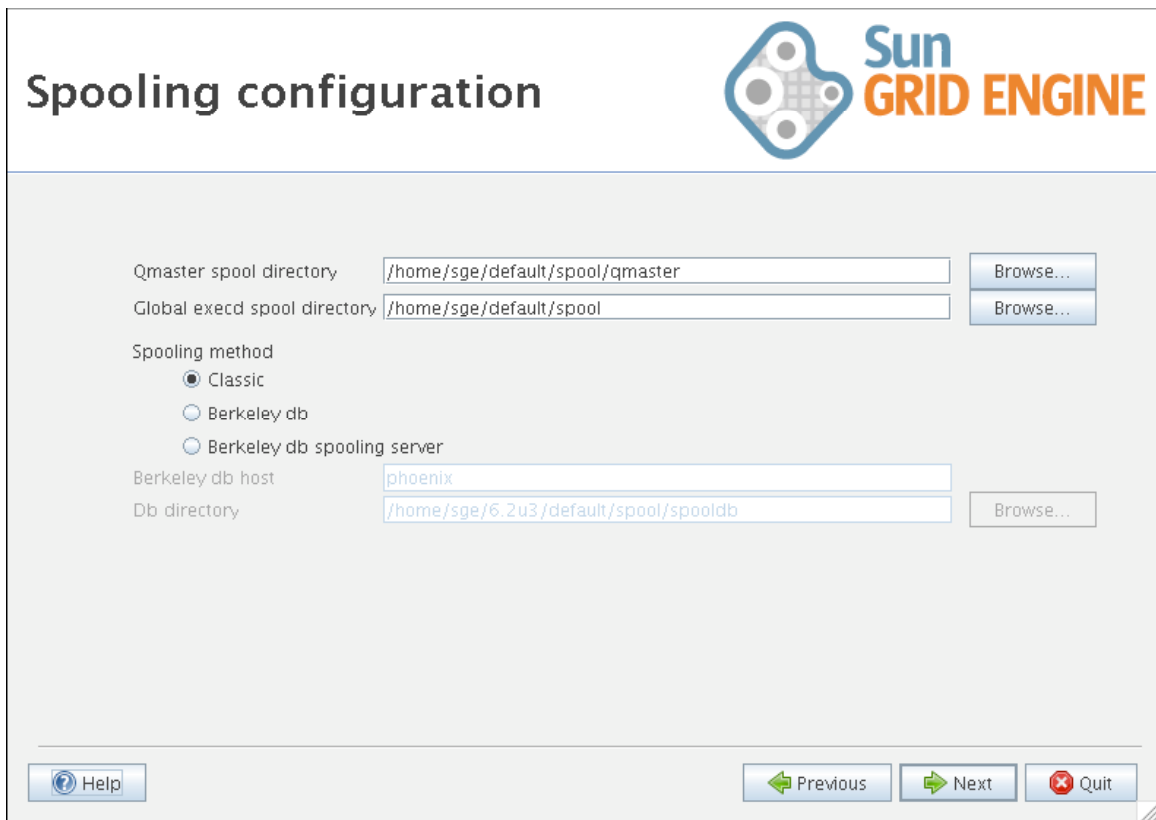 Spooling configuration
Sun
GRID ENGINE
Qmaster spool directory /home/sge/default/spool/qmaster Browse...
Global execd spool directory /home/sge/default/spool Browse...
Spooling method
Classic
Berkeley db
Berkeley db spooling server
Berkeley db host phoenix
Db directory /home/sge/6.2u3/default/spool/spooldb Browse...
Help Previous Next Quit